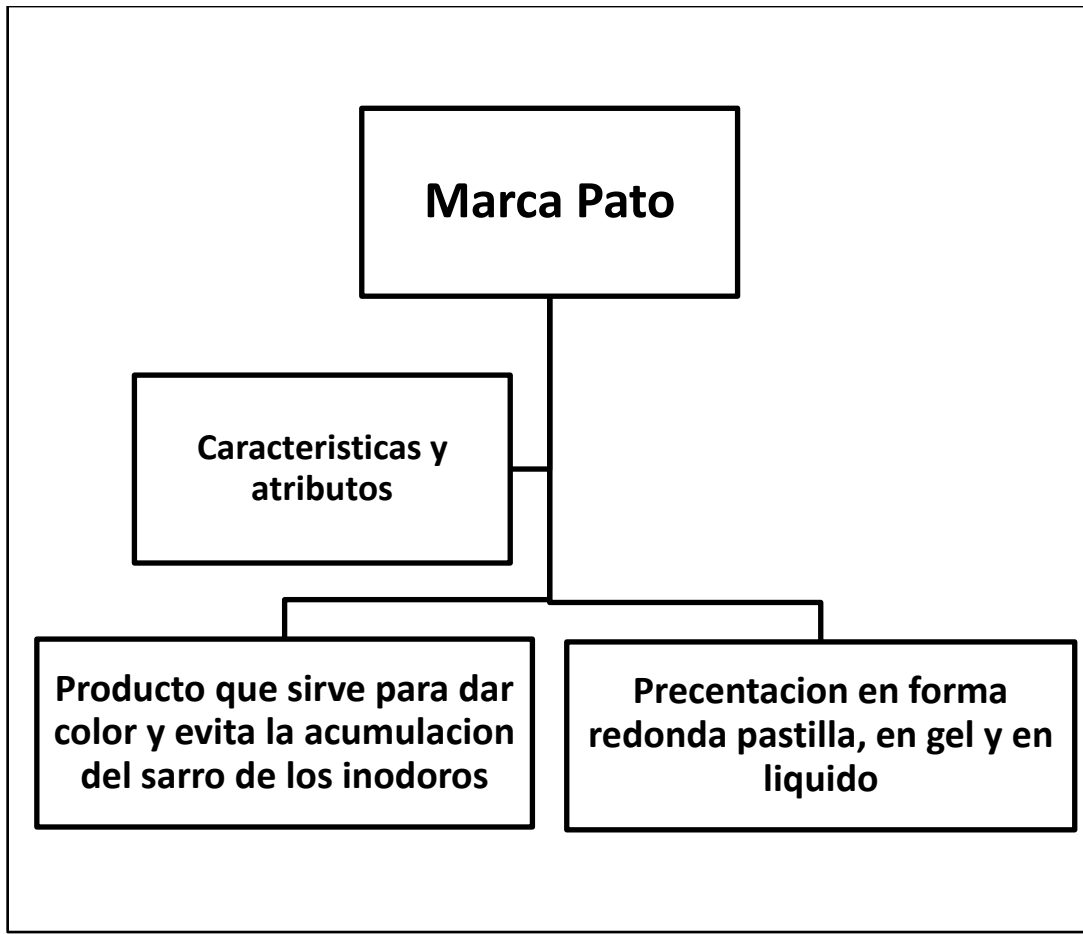 Marca Pato
Caracteristicas y
atributos
Producto que sirve para dar
color y evita la acumulacion
del sarro de los inodoros
Precentacion en forma
redonda pastilla, en gel y en
liquido